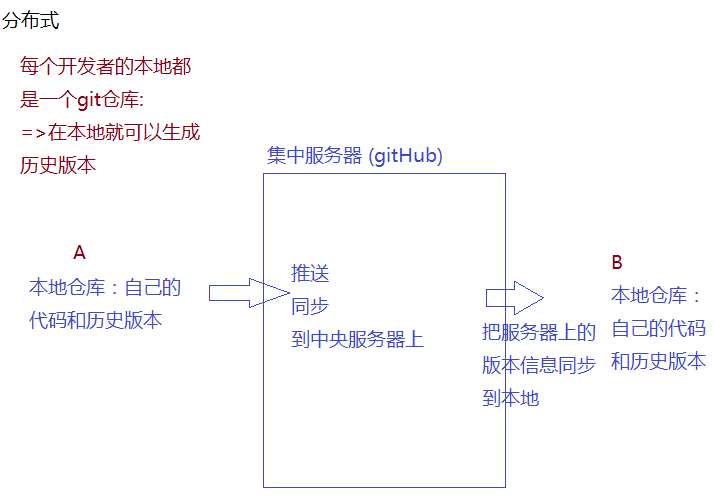 分布式
每个开发者的本地都
是一个git仓库:
=>在本地就可以生成
历史版本
集中服务器 (gitHub)
A
本地仓库：自己的
代码和历史版本
推送
同步
到中央服务器上
把服务器上的
版本信息同步
到本地
B
本地仓库：
自己的代码
和历史版本